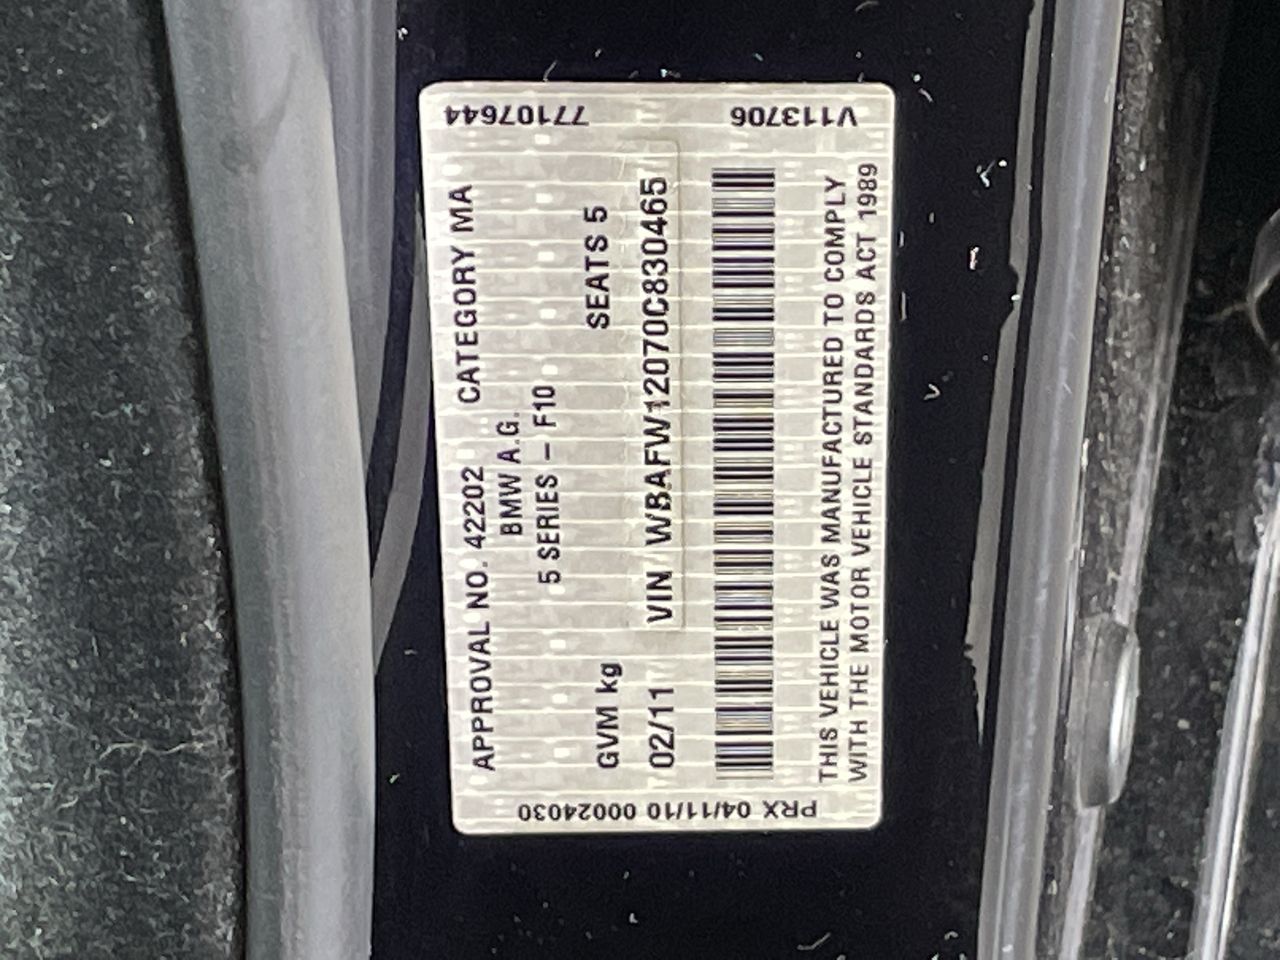 APPROVAL NO. 42202 CATEGORY MA
BMW A.G.
5 SERIES – F10
GVM kg SEATS 5
02/11 VIN WBAFW12070C830465
THIS VEHICLE WAS MANUFACTURED TO COMPLY
WITH THE MOTOR VEHICLE STANDARDS ACT 1989
PRX 04/11/10 00024030
77107644
V113706